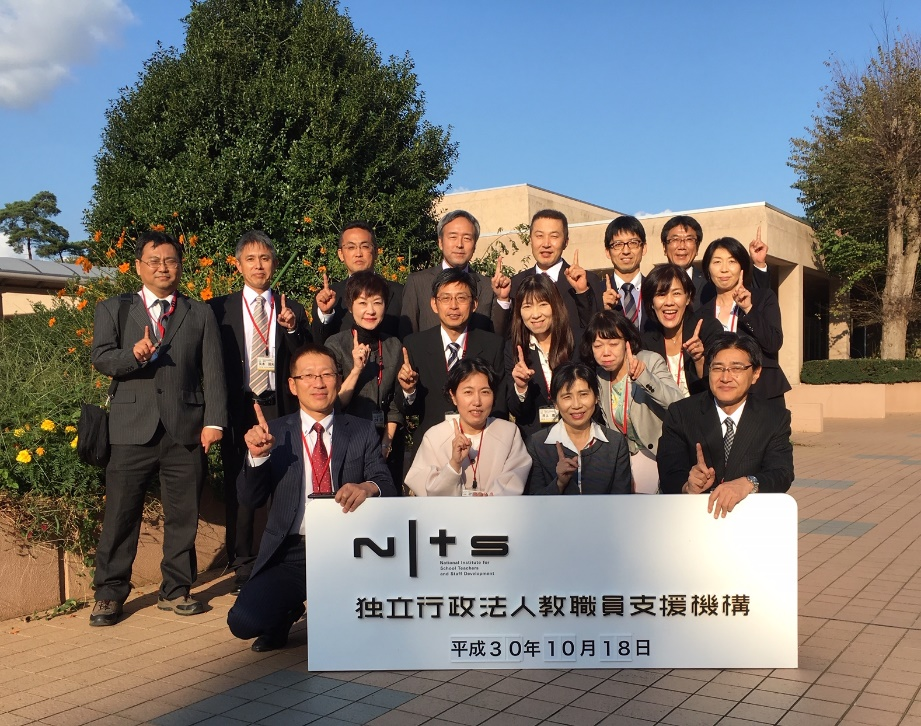 NITS
National Institute for
School Teachers
and Staff Development
独立行政法人教職員支援機構
平成30年10月18日